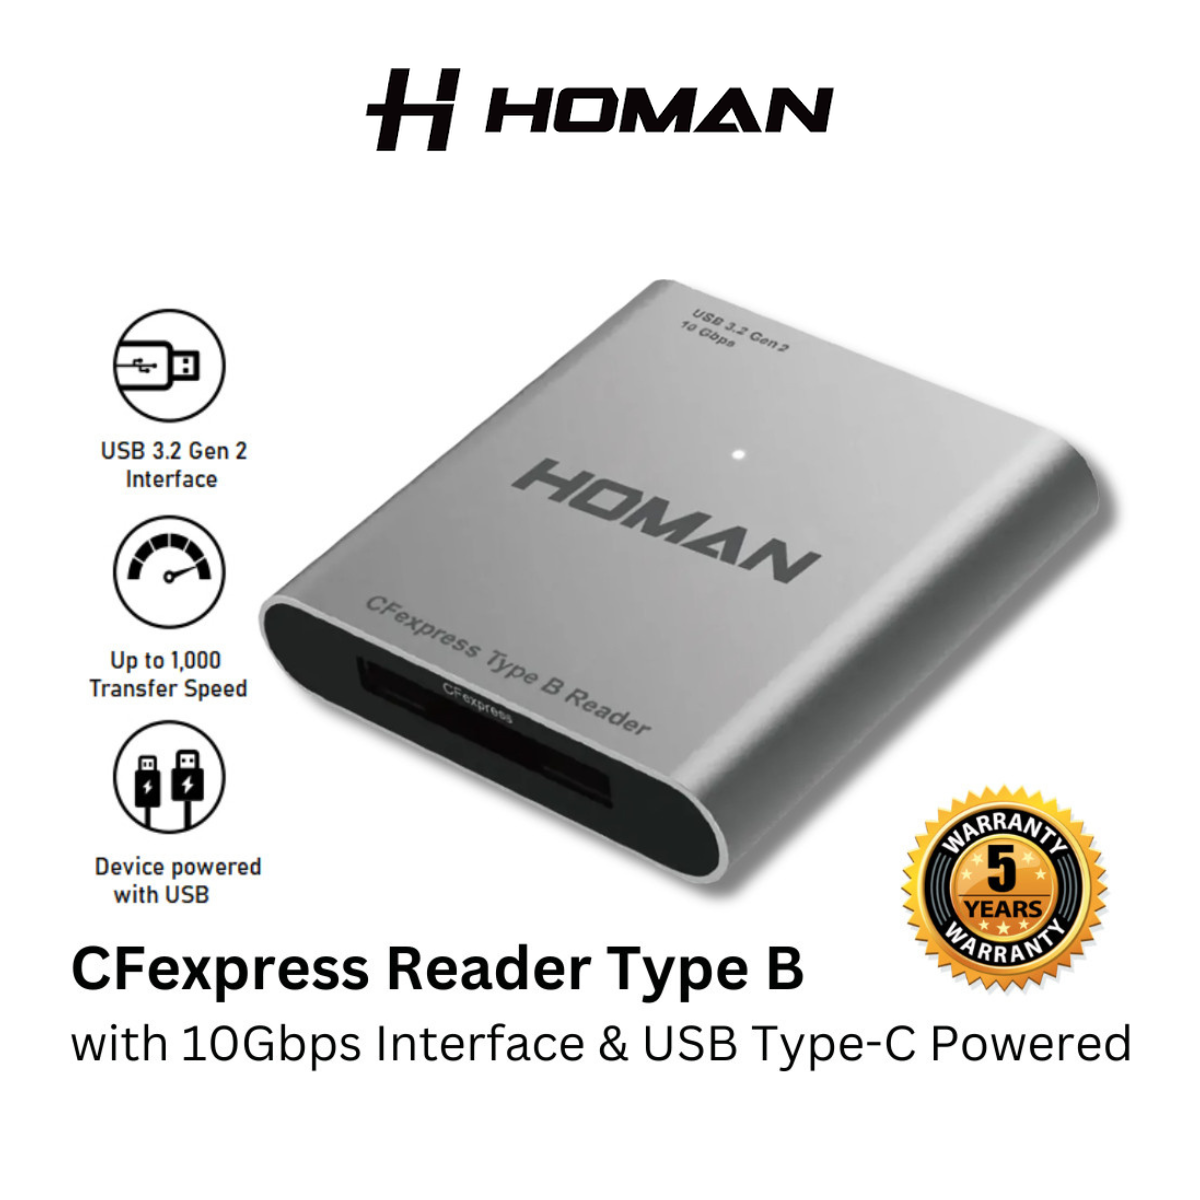 HOMAN
USB 3.2 Gen 2
10 Gbps
HOMAN
CFexpress Type B Reader
CFexpress
USB 3.2 Gen 2
Interface
Up to 1,000
Transfer Speed
Device powered
with USB
WARRANTY
5
YEARS
WARRANTY
CFexpress Reader Type B
with 10Gbps Interface & USB Type-C Powered